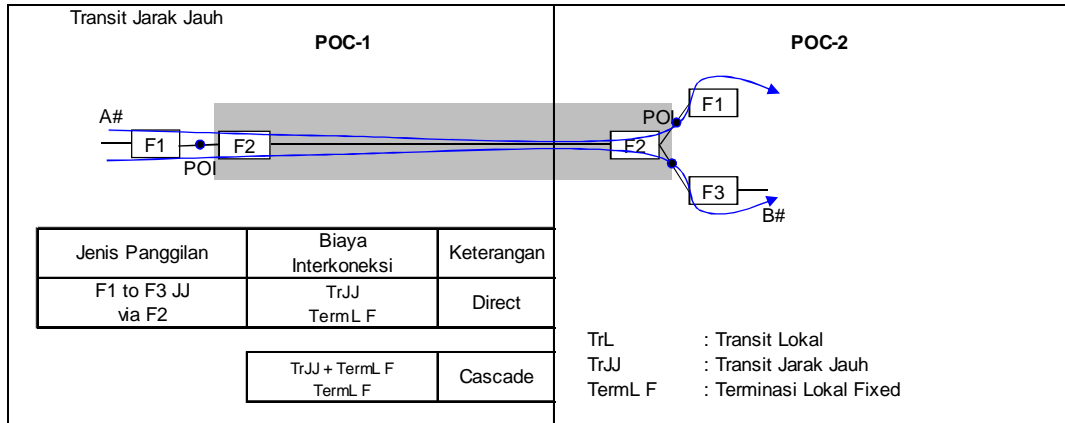 Transit Jarak Jauh
POC-1
POC-2
A#
F1
POI
F2
F2
POI
F1
F3
B#
Jenis Panggilan
Biaya
Interkoneksi
Keterangan
F1 to F3 JJ
via F2
TrJJ
TermL F
Direct
TrJJ + TermL F
TermL F
Cascade
TrL : Transit Lokal
TrJJ : Transit Jarak Jauh
TermL F : Terminasi Lokal Fixed